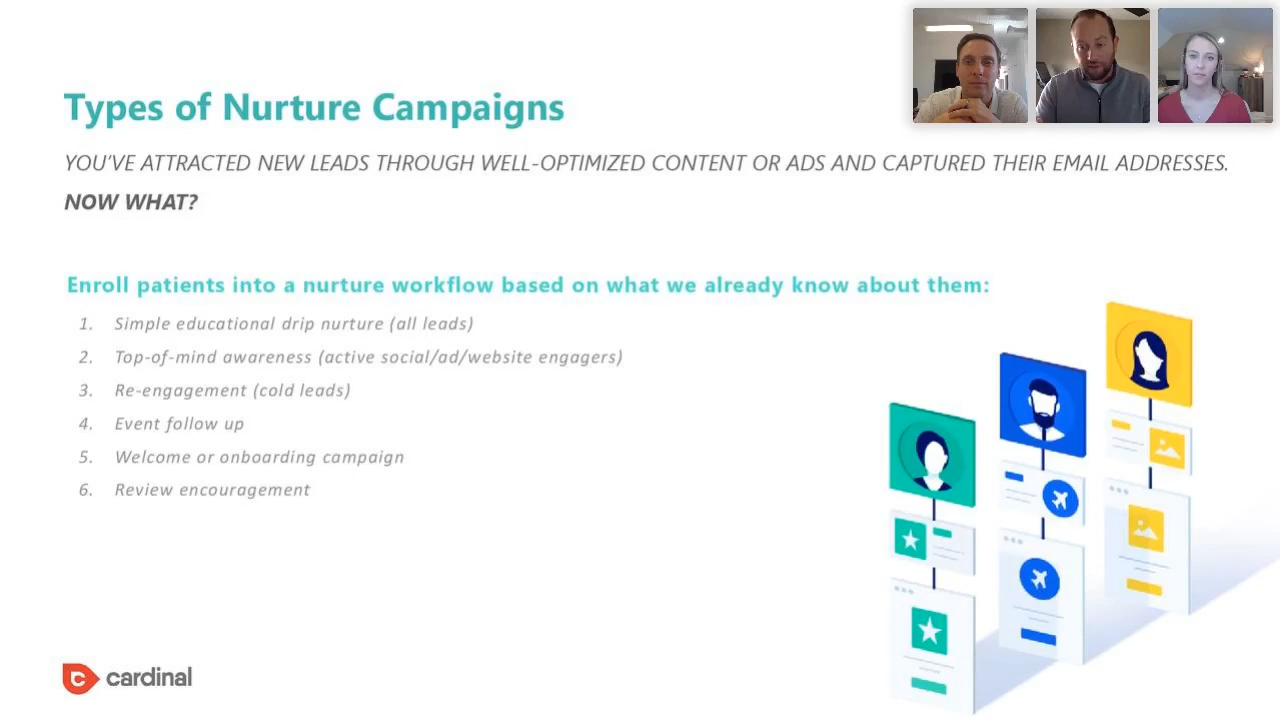 Types of Nurture Campaigns
YOU'VE ATTRACTED NEW LEADS THROUGH WELL-OPTIMIZED CONTENT OR ADS AND CAPTURED THEIR EMAIL ADDRESSES.
NOW WHAT?
Enroll patients into a nurture workflow based on what we already know about them:
1. Simple educational drip nurture (all leads)
2. Top-of-mind awareness (active social/ad/website engagers)
3. Re-engagement (cold leads)
4. Event follow up
5. Welcome or onboarding campaign
6. Review encouragement
cardinal